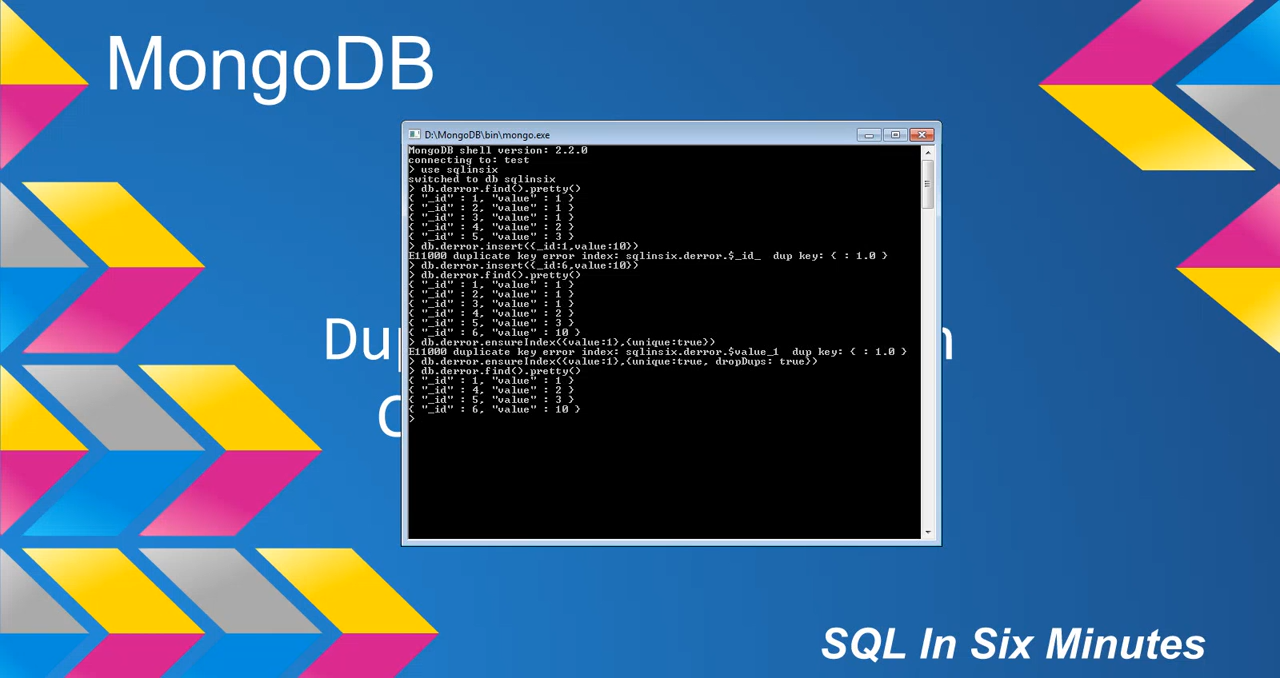 MongoDB
D:\MongoDB\bin\mongo.exe
MongoDB shell version: 2.2.0
connecting to: test
> use sqlinsix
switched to db sqlinsix
> db.derror.find().pretty()
{ "_id" : 1, "value" : 1 }
{ "_id" : 2, "value" : 1 }
{ "_id" : 3, "value" : 1 }
{ "_id" : 4, "value" : 2 }
{ "_id" : 5, "value" : 3 }
> db.derror.insert({_id:1,value:10})
E11000 duplicate key error index: sqlinsix.derror.$_id_  dup key: { : 1.0 }
> db.derror.insert({_id:6,value:10})
> db.derror.find().pretty()
{ "_id" : 1, "value" : 1 }
{ "_id" : 2, "value" : 1 }
{ "_id" : 3, "value" : 1 }
{ "_id" : 4, "value" : 2 }
{ "_id" : 5, "value" : 3 }
{ "_id" : 6, "value" : 10 }
> db.derror.ensureIndex({value:1},{unique:true})
E11000 duplicate key error index: sqlinsix.derror.$value_1  dup key: { : 1.0 }
> db.derror.ensureIndex({value:1},{unique:true, dropDups: true})
> db.derror.find().pretty()
{ "_id" : 1, "value" : 1 }
{ "_id" : 4, "value" : 2 }
{ "_id" : 5, "value" : 3 }
{ "_id" : 6, "value" : 10 }
>
SQL In Six Minutes